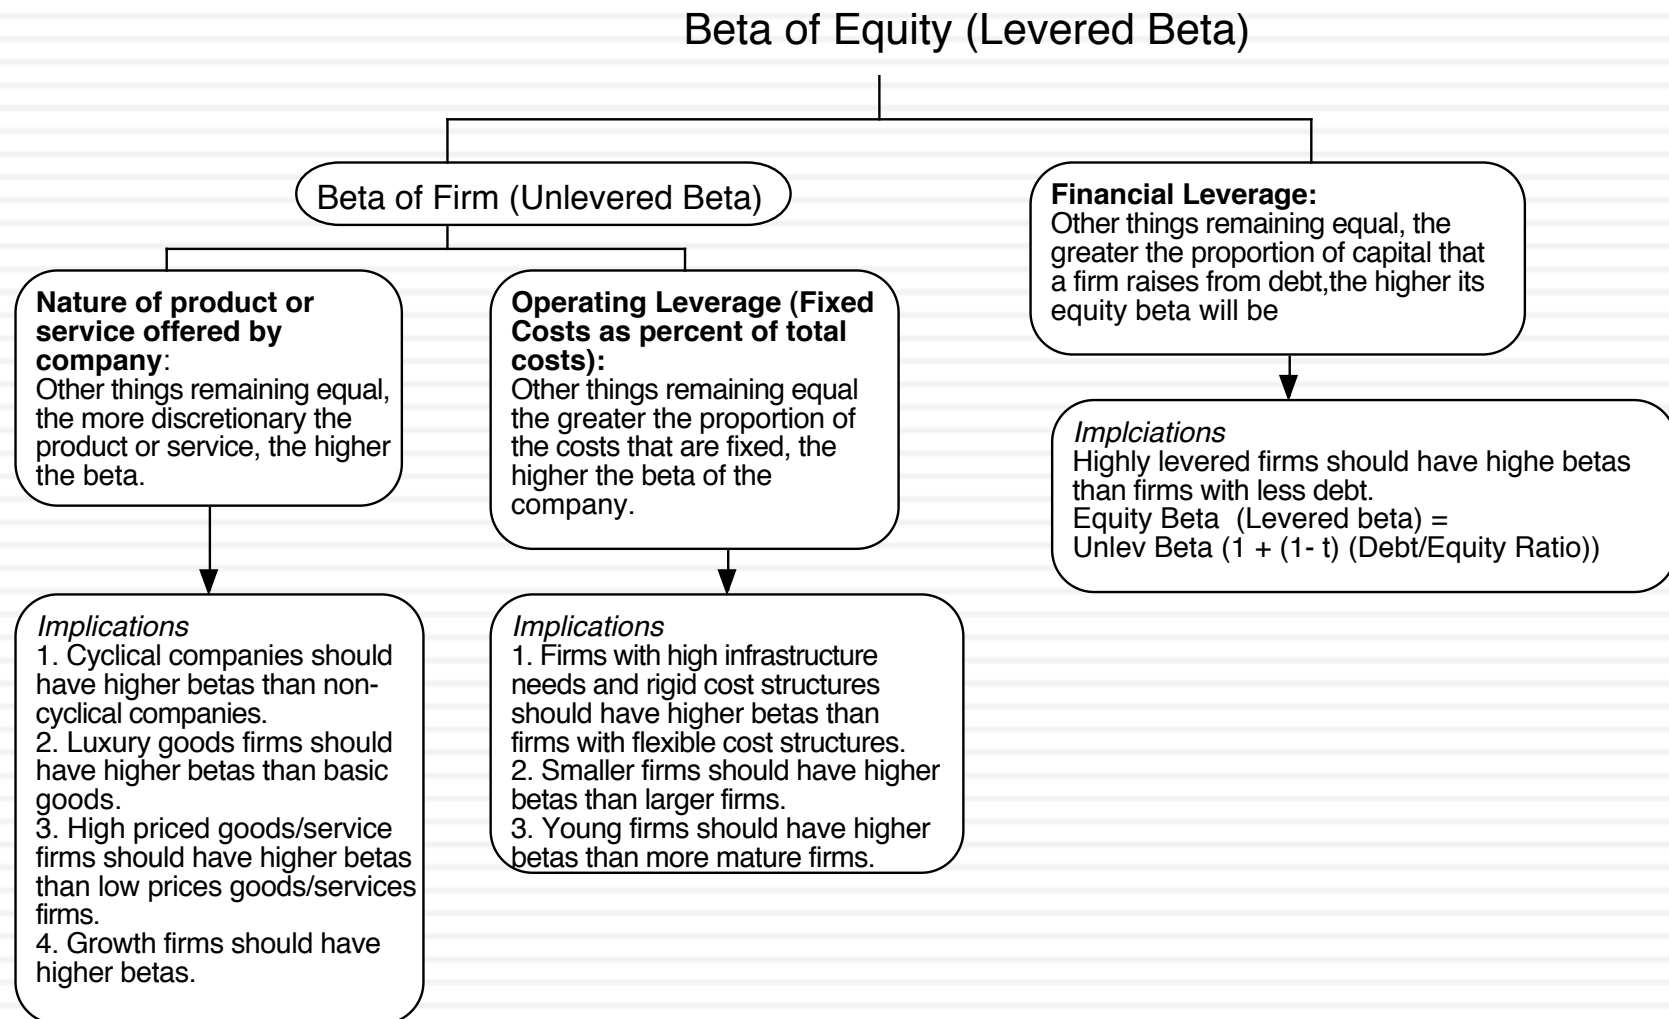 Beta of Equity (Levered Beta)
Beta of Firm (Unlevered Beta)
Nature of product or
service offered by
company:
Other things remaining equal,
the more discretionary the
product or service, the higher
the beta.
Operating Leverage (Fixed
Costs as percent of total
costs):
Other things remaining equal
the greater the proportion of
the costs that are fixed, the
higher the beta of the
company.
Financial Leverage:
Other things remaining equal, the
greater the proportion of capital that
a firm raises from debt,the higher its
equity beta will be
Implciations
Highly levered firms should have highe betas
than firms with less debt.
Equity Beta (Levered beta) =
Unlev Beta (1 + (1- t) (Debt/Equity Ratio))
Implications
1. Cyclical companies should
have higher betas than non-
cyclical companies.
2. Luxury goods firms should
have higher betas than basic
goods.
3. High priced goods/service
firms should have higher betas
than low prices goods/services
firms.
4. Growth firms should have
higher betas.
Implications
1. Firms with high infrastructure
needs and rigid cost structures
should have higher betas than
firms with flexible cost structures.
2. Smaller firms should have higher
betas than larger firms.
3. Young firms should have higher
betas than more mature firms.